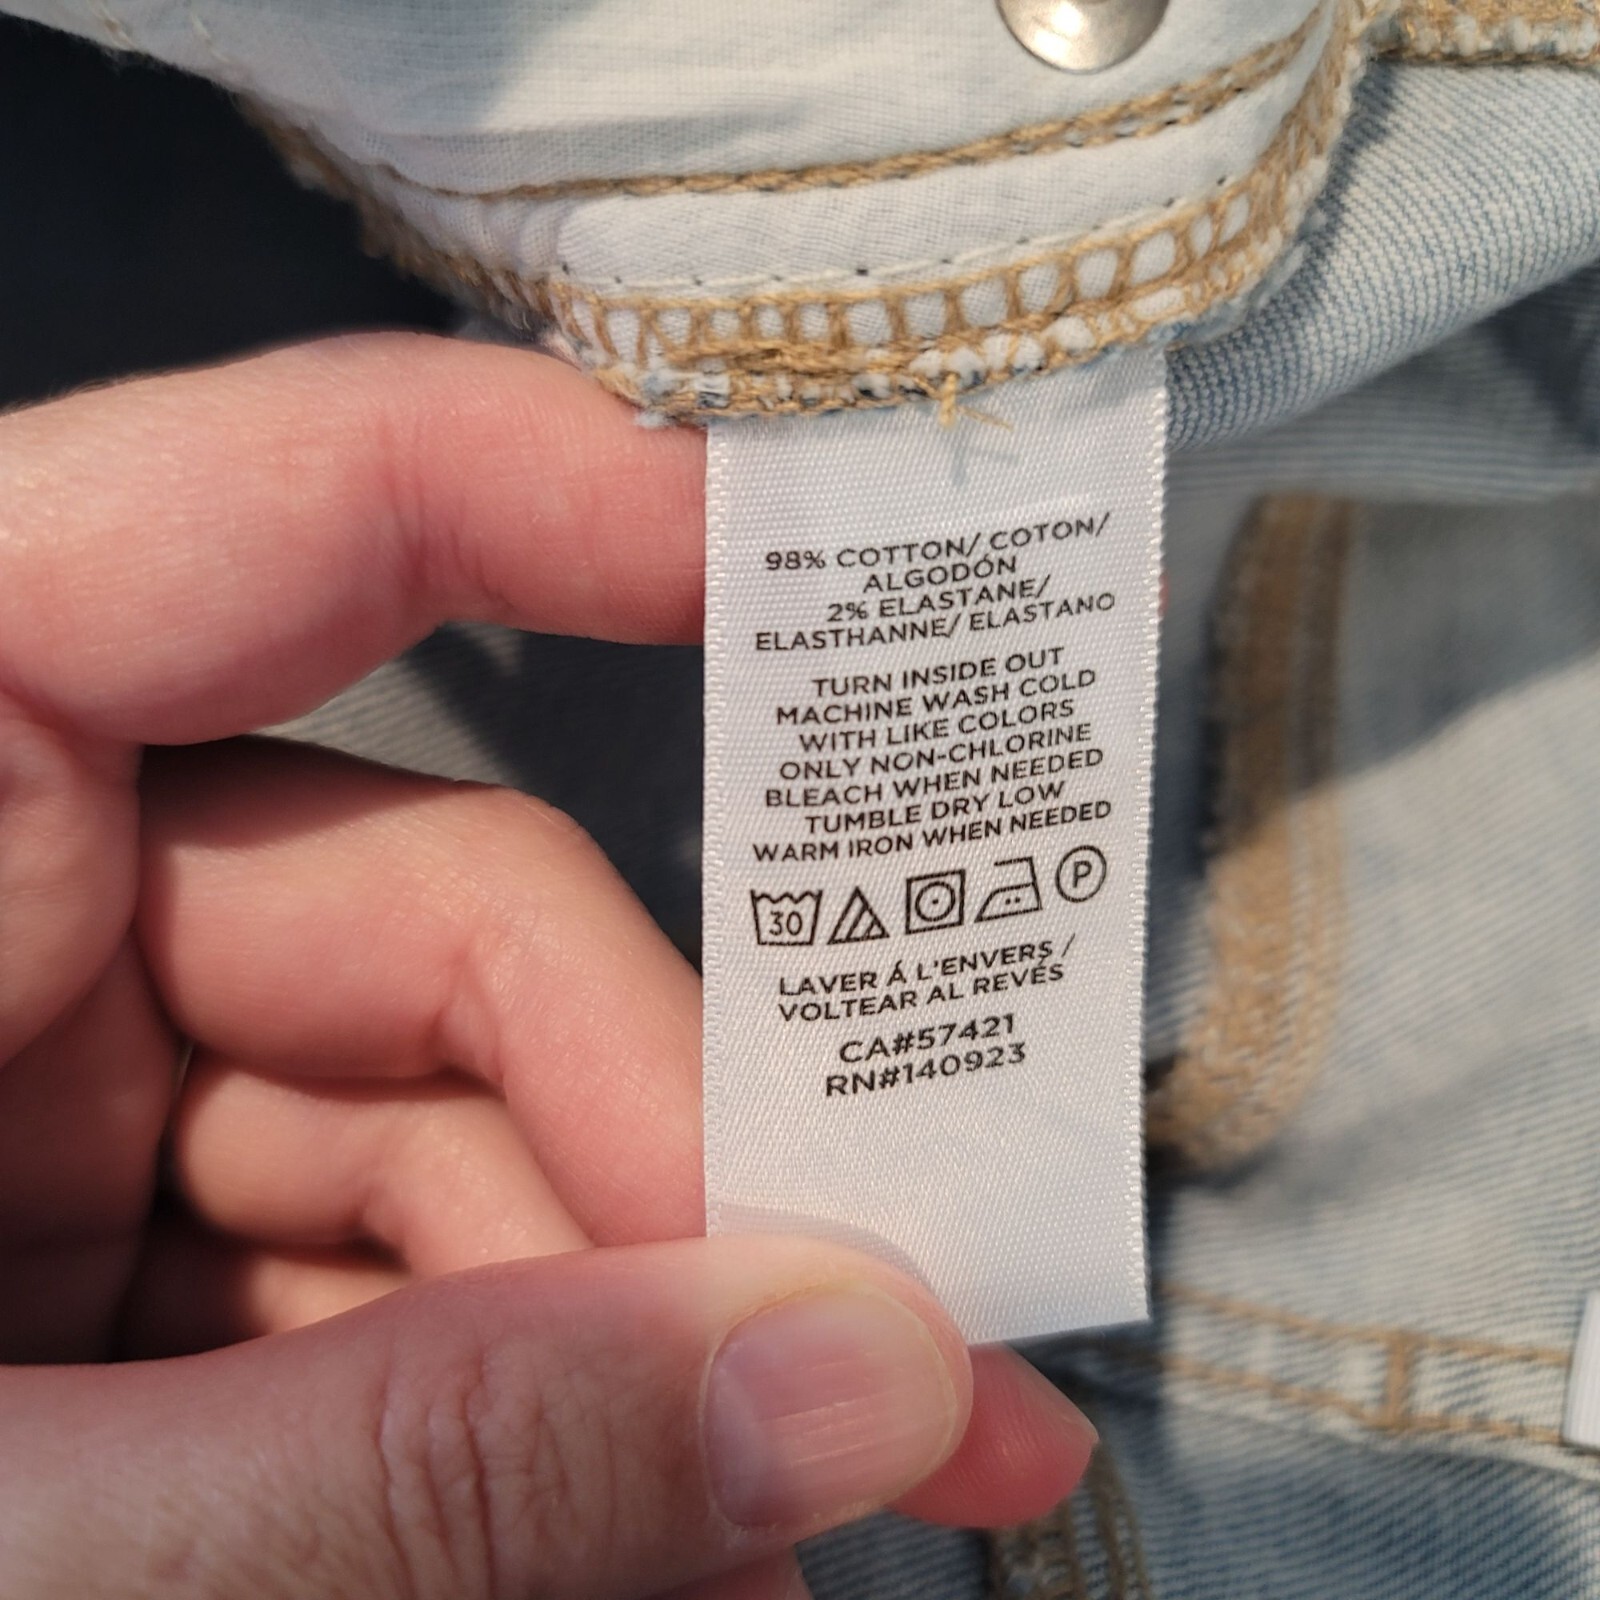 98% COTTON/ COTON/
ALGODÓN
2% ELASTANE/
ELASTHANNE/ ELASTANO
TURN INSIDE OUT
MACHINE WASH COLD
WITH LIKE COLORS
ONLY NON-CHLORINE
BLEACH WHEN NEEDED
TUMBLE DRY LOW
WARM IRON WHEN NEEDED
30 P
LAVER Á L'ENVERS /
VOLTEAR AL REVÉS
CA#57421
RN#140923